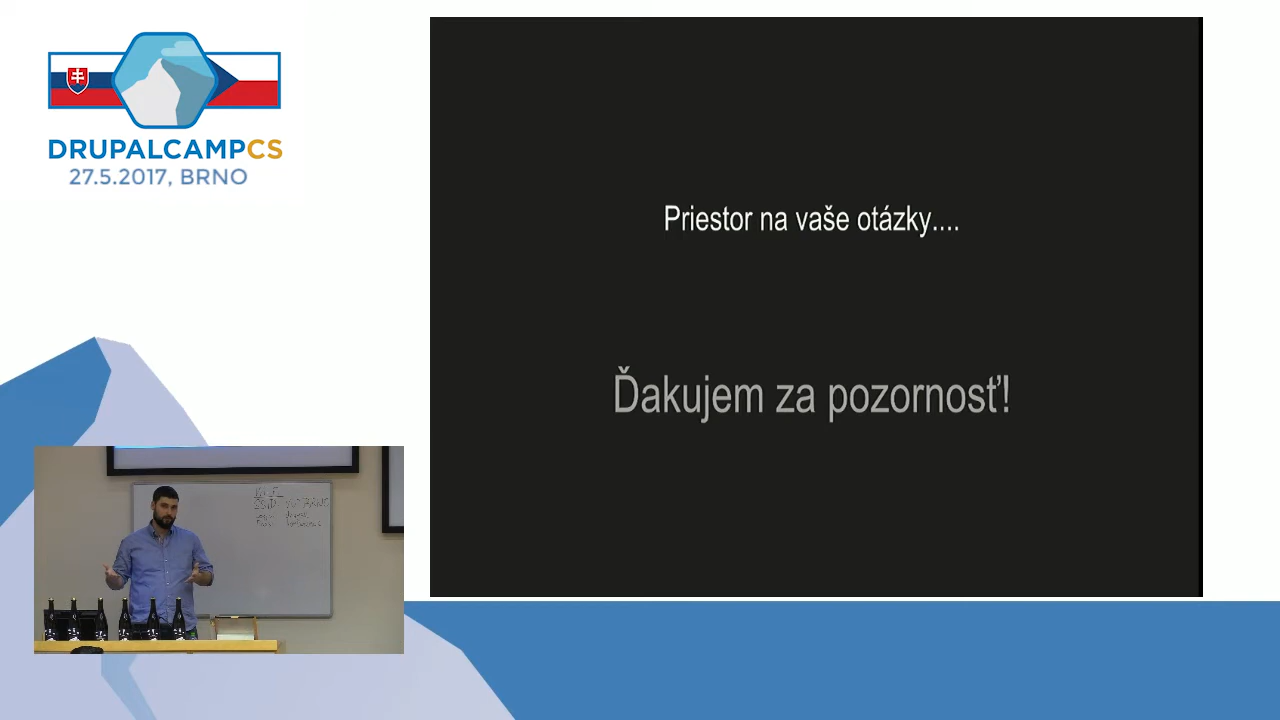 DRUPALCAMPCS
27.5.2017, BRNO
Priestor na vaše otázky....
Ďakujem za pozornosť!